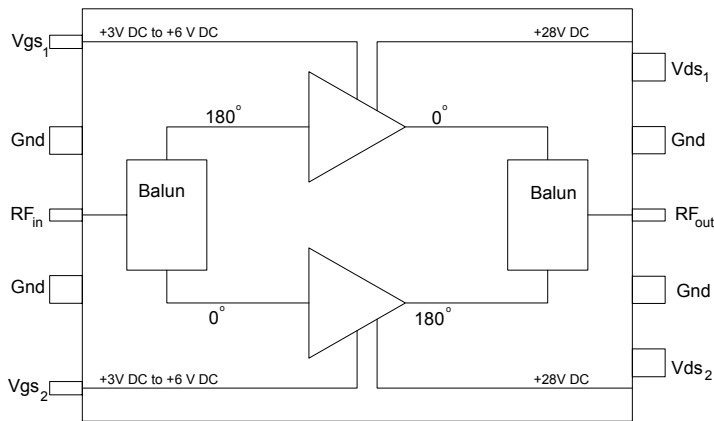 Vgs1 +3V DC to +6 V DC +28V DC
Vds1
Gnd 180° 0° Gnd
Balun Balun
RFin RFout
Gnd Gnd
0° 180°
Vds2
Vgs2 +3V DC to +6 V DC +28V DC